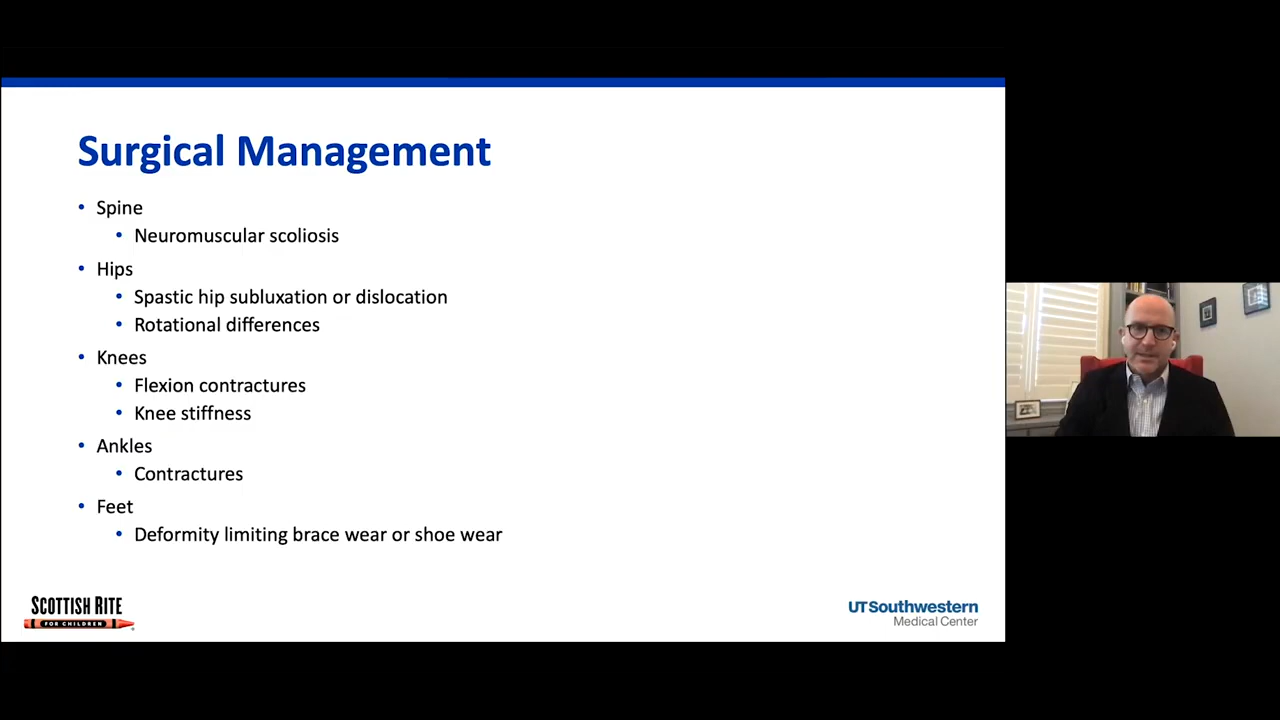 Surgical Management
• Spine
• Neuromuscular scoliosis
• Hips
• Spastic hip subluxation or dislocation
• Rotational differences
• Knees
• Flexion contractures
• Knee stiffness
• Ankles
• Contractures
• Feet
• Deformity limiting brace wear or shoe wear
SCOTTISH RITE
FOR CHILDREN
UTSouthwestern
Medical Center